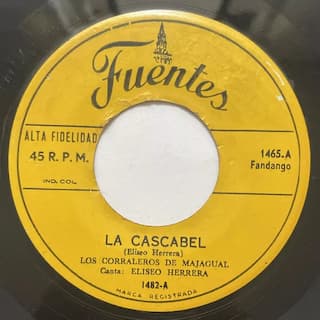 Fuentes
ALTA FIDELIDAD
45 R. P. M.
IND. COL.
1465.A
Fandango
LA CASCABEL
(Eliseo Herrera)
LOS CORRALEROS DE MAJAGUAL
Canta: ELISEO HERRERA
1482-A
MARCA REGISTRADA